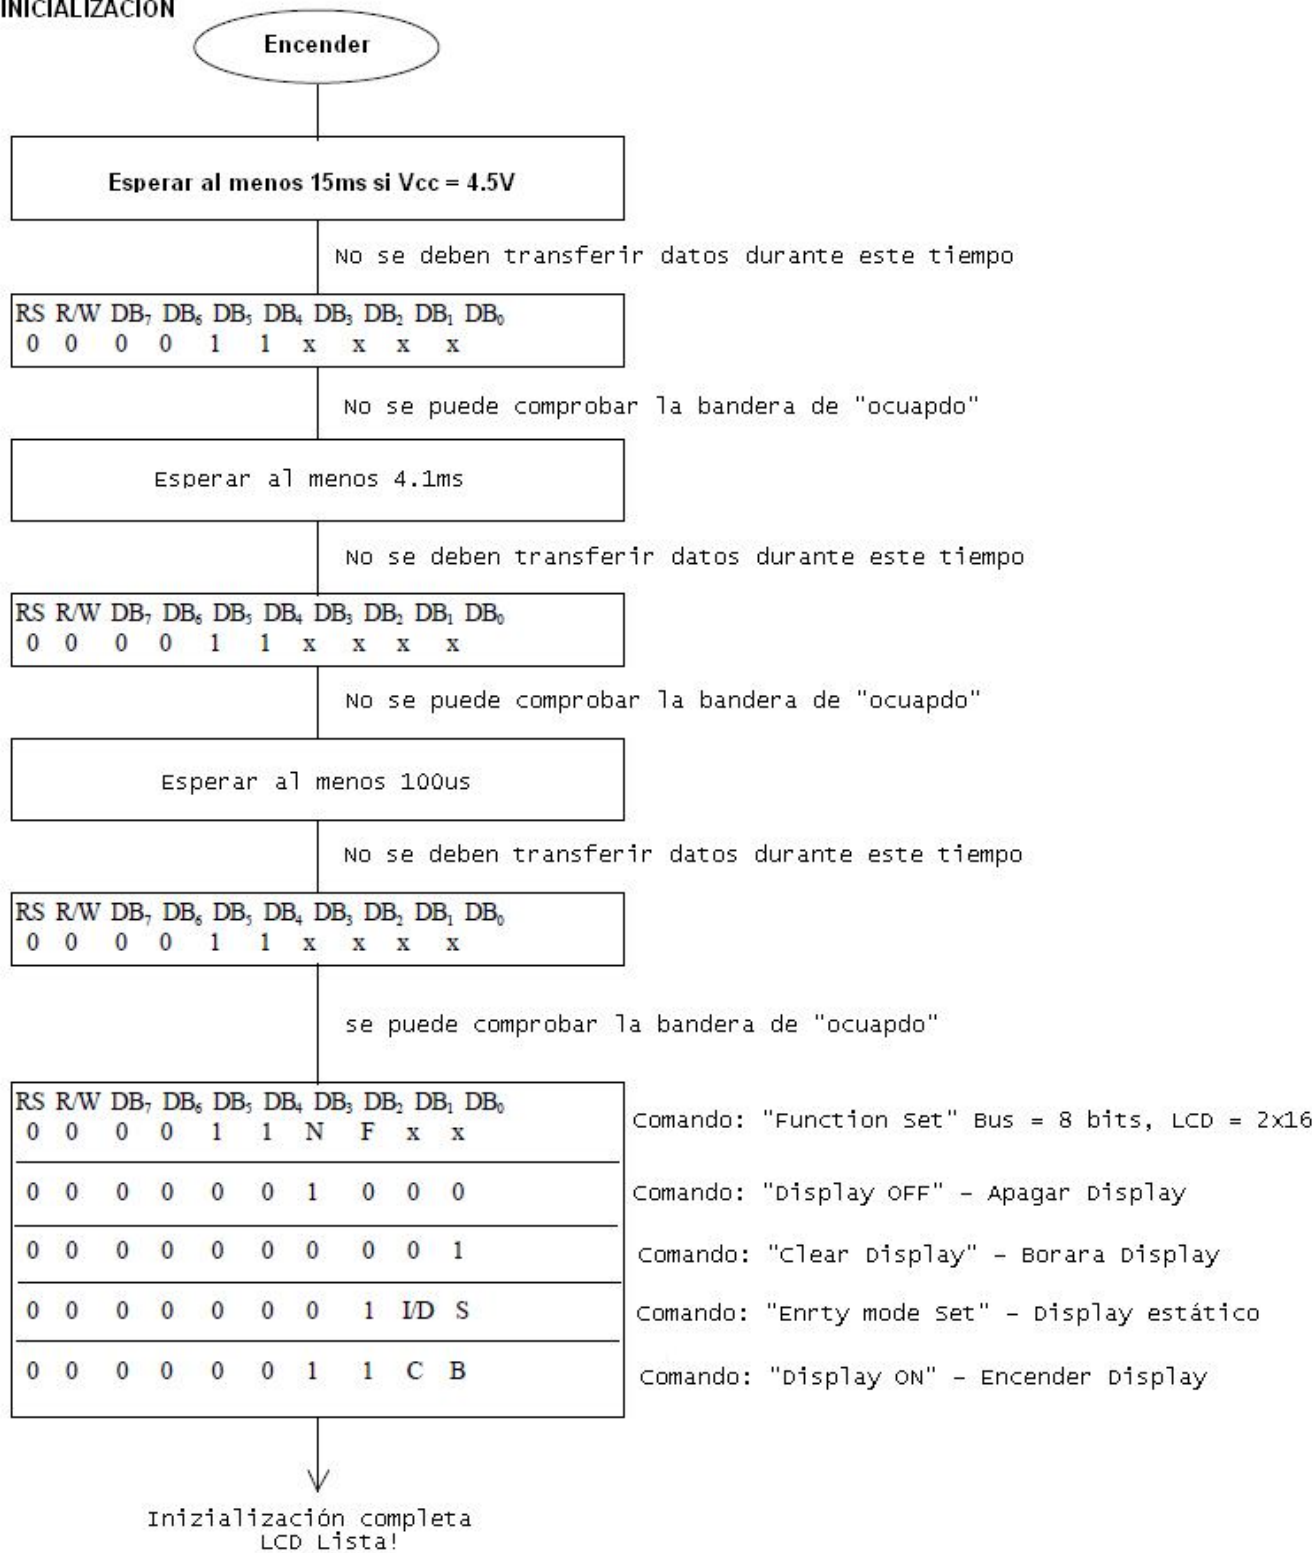 INICIALIZACIÓN
Encender
Esperar al menos 15ms si Vcc = 4.5V
No se deben transferir datos durante este tiempo
RS R/W DB₇ DB₆ DB₅ DB₄ DB₃ DB₂ DB₁ DB₀
0 0 0 0 1 1 x x x x
No se puede comprobar la bandera de "ocuapdo"
Esperar al menos 4.1ms
No se deben transferir datos durante este tiempo
RS R/W DB₇ DB₆ DB₅ DB₄ DB₃ DB₂ DB₁ DB₀
0 0 0 0 1 1 x x x x
No se puede comprobar la bandera de "ocuapdo"
Esperar al menos 100us
No se deben transferir datos durante este tiempo
RS R/W DB₇ DB₆ DB₅ DB₄ DB₃ DB₂ DB₁ DB₀
0 0 0 0 1 1 x x x x
se puede comprobar la bandera de "ocuapdo"
RS R/W DB₇ DB₆ DB₅ DB₄ DB₃ DB₂ DB₁ DB₀
0 0 0 0 1 1 N F x x
Comando: "Function Set" Bus = 8 bits, LCD = 2x16
0 0 0 0 0 0 1 0 0 0
Comando: "Display OFF" – Apagar Display
0 0 0 0 0 0 0 0 0 1
Comando: "Clear Display" – Borara Display
0 0 0 0 0 0 0 1 I/D S
Comando: "Enrty mode Set" – Display estático
0 0 0 0 0 0 1 1 C B
Comando: "Display ON" – Encender Display
Inizialización completa
LCD Lista!